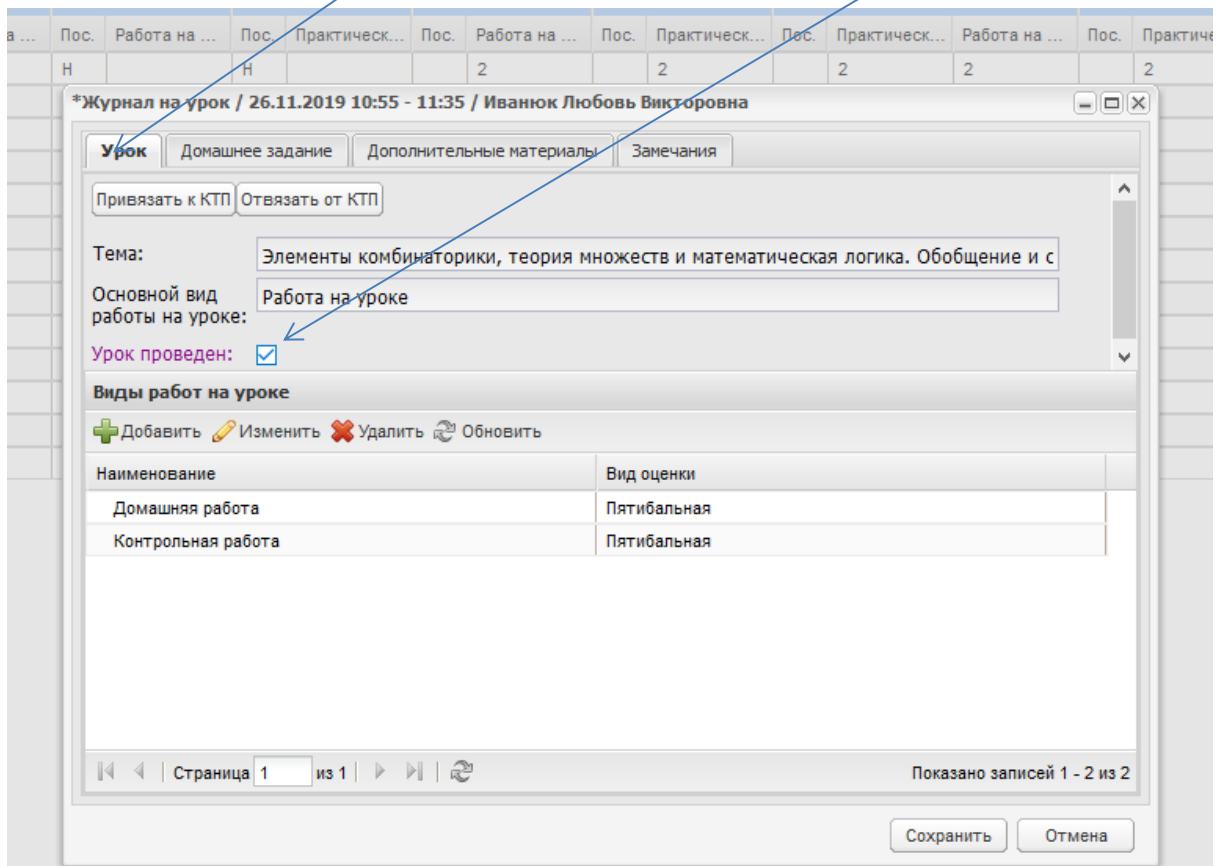 а ... Пос. Работа на ... Пос. Практическ... Пос. Работа на ... Пос. Практическ... Пос. Практическ... Работа на ... Пос. Практиче
Н Н 2 2 2 2 2
*Журнал на урок / 26.11.2019 10:55 - 11:35 / Иванюк Любовь Викторовна
Урок Домашнее задание Дополнительные материалы Замечания
Привязать к КТП Отвязать от КТП
Тема: Элементы комбинаторики, теория множеств и математическая логика. Обобщение и с
Основной вид Работа на уроке
работы на уроке:
Урок проведен:
Виды работ на уроке
Добавить Изменить Удалить Обновить
Наименование Вид оценки
Домашняя работа Пятибальная
Контрольная работа Пятибальная
Страница 1 из 1 Показано записей 1 - 2 из 2
Сохранить Отмена